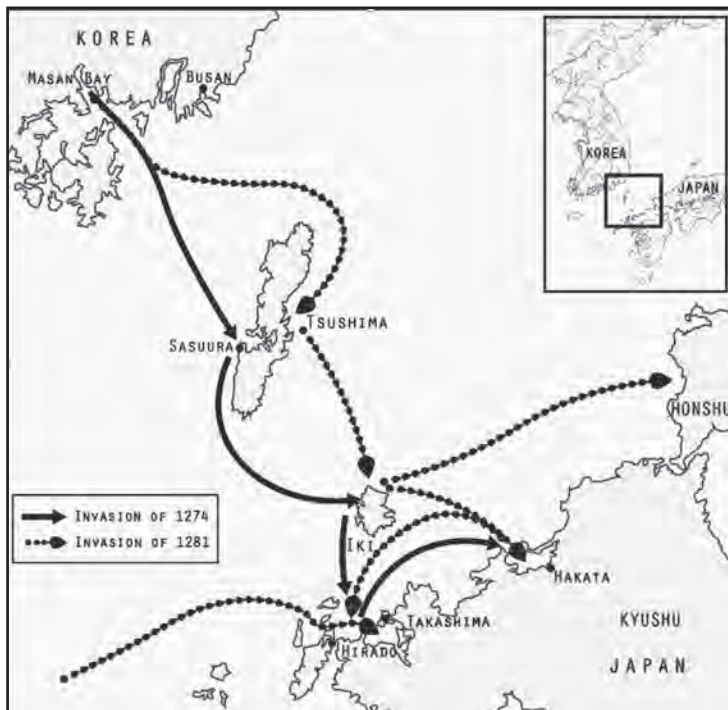 KOREA
MASAN BAY
BUSAN
KOREA
JAPAN
TSUSHIMA
SASUURA
HONSHU
INVASION OF 1274
INVASION OF 1281
IKI
HAKATA
TAKASHIMA
KYUSHU
HIRADO
JAPAN